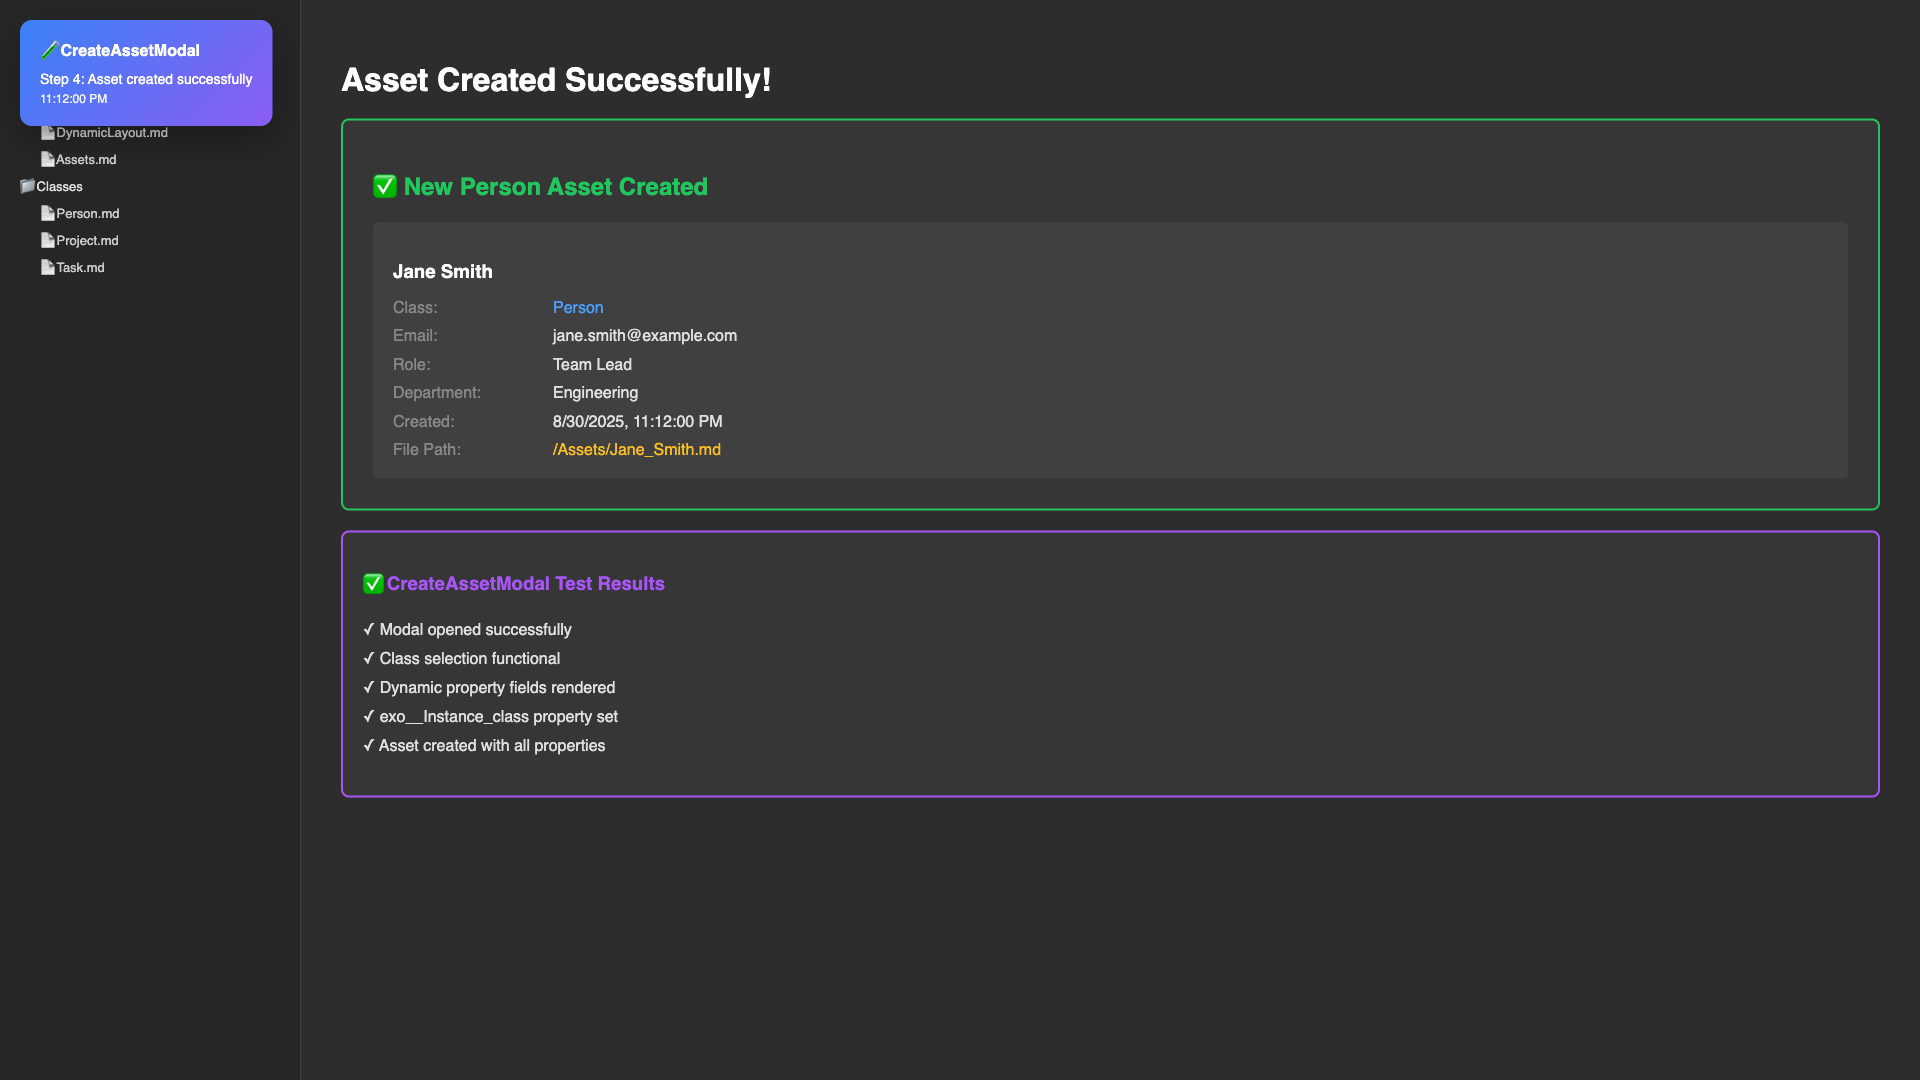 CreateAssetModal
Step 4: Asset created successfully
11:12:00 PM
DynamicLayout.md
Assets.md
Classes
Person.md
Project.md
Task.md
Asset Created Successfully!
✅ New Person Asset Created
Jane Smith
Class: Person
Email: jane.smith@example.com
Role: Team Lead
Department: Engineering
Created: 8/30/2025, 11:12:00 PM
File Path: /Assets/Jane_Smith.md
✅ CreateAssetModal Test Results
✓ Modal opened successfully
✓ Class selection functional
✓ Dynamic property fields rendered
✓ exo__Instance_class property set
✓ Asset created with all properties